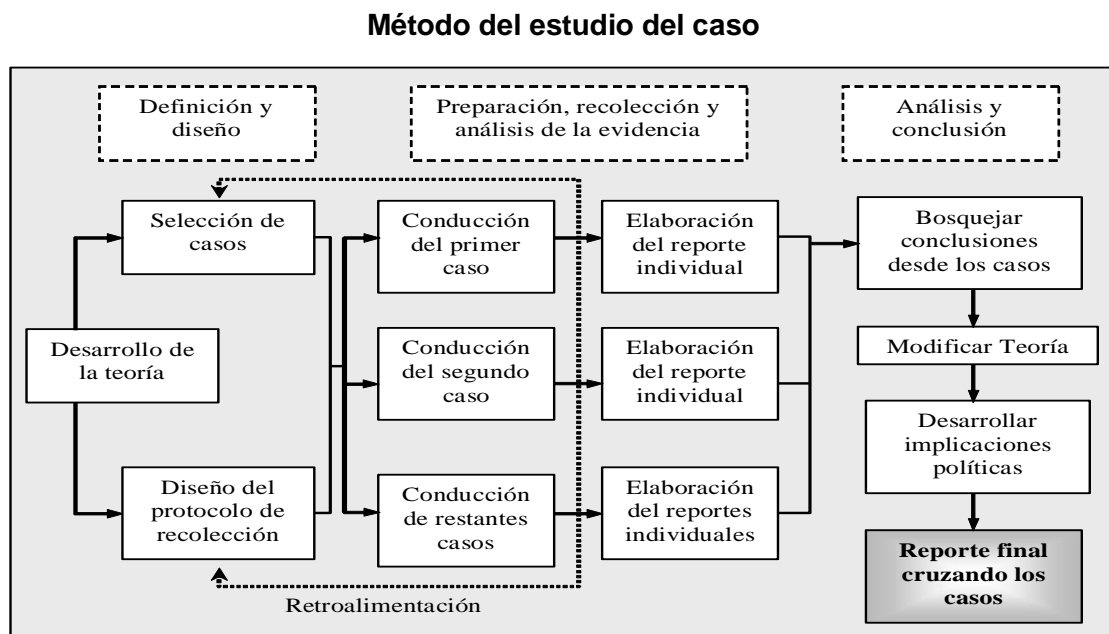 Método del estudio del caso
Definición y
diseño
Preparación, recolección y
análisis de la evidencia
Análisis y
conclusión
Selección de
casos
Conducción
del primer
caso
Elaboración
del reporte
individual
Bosquejar
conclusiones
desde los casos
Desarrollo de
la teoría
Conducción
del segundo
caso
Elaboración
del reporte
individual
Modificar Teoría
Desarrollar
implicaciones
políticas
Diseño del
protocolo de
recolección
Conducción
de restantes
casos
Elaboración
del reportes
individuales
Reporte final
cruzando los
casos
Retroalimentación